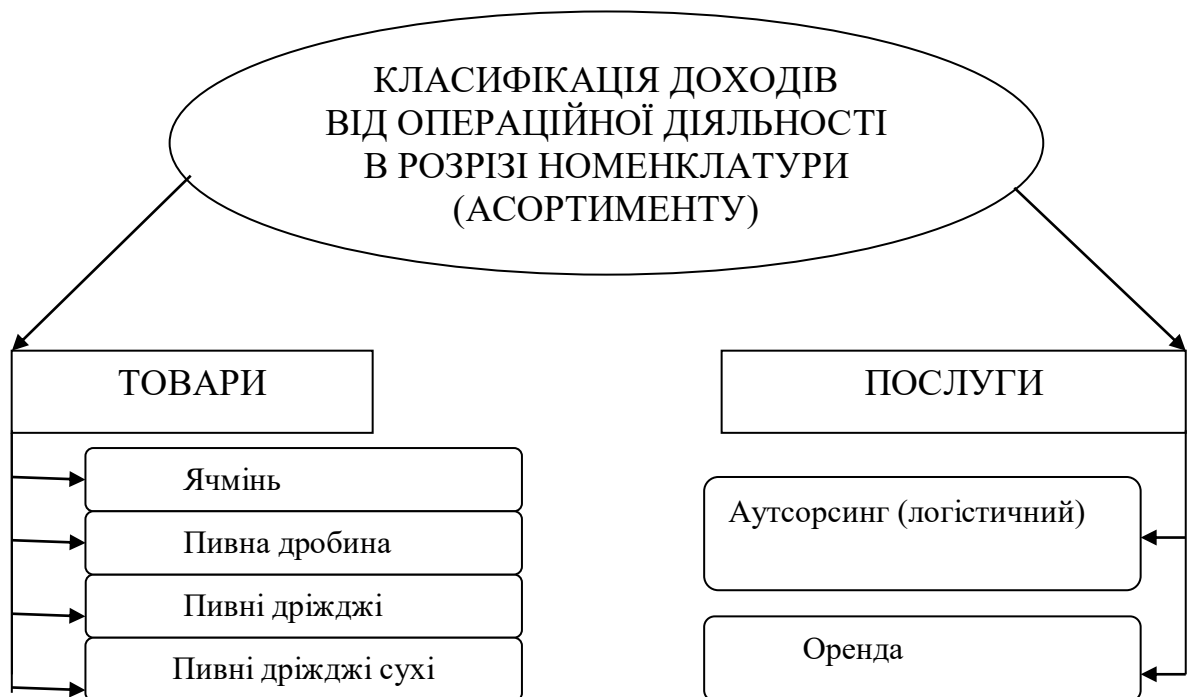 КЛАСИФІКАЦІЯ ДОХОДІВ
ВІД ОПЕРАЦІЙНОЇ ДІЯЛЬНОСТІ
В РОЗРІЗІ НОМЕНКЛАТУРИ
(АСОРТИМЕНТУ)
ТОВАРИ
Ячмінь
Пивна дробина
Пивні дріжджі
Пивні дріжджі сухі
ПОСЛУГИ
Аутсорсинг (логістичний)
Оренда